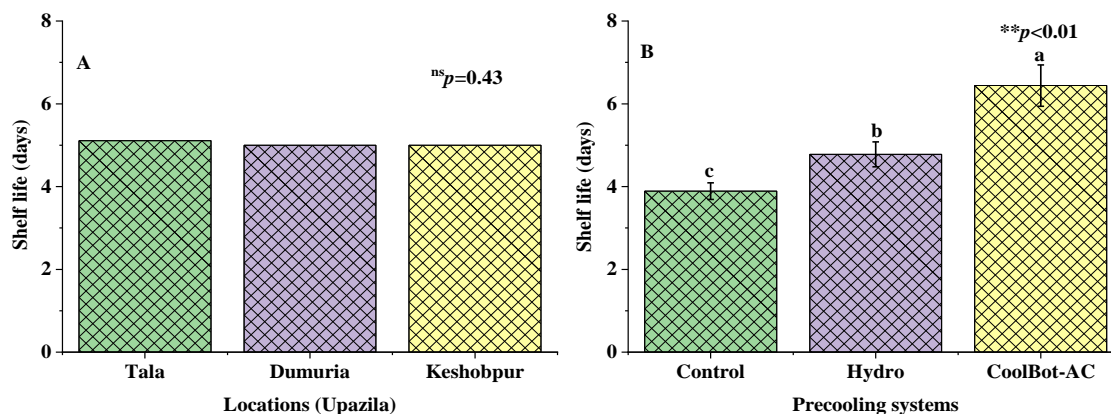 8
6
4
2
0
Shelf life (days)
A
nsp=0.43
Tala
Dumuria
Keshobpur
Locations (Upazila)
8
6
4
2
0
Shelf life (days)
B
**p<0.01
a
b
c
Control
Hydro
CoolBot-AC
Precooling systems